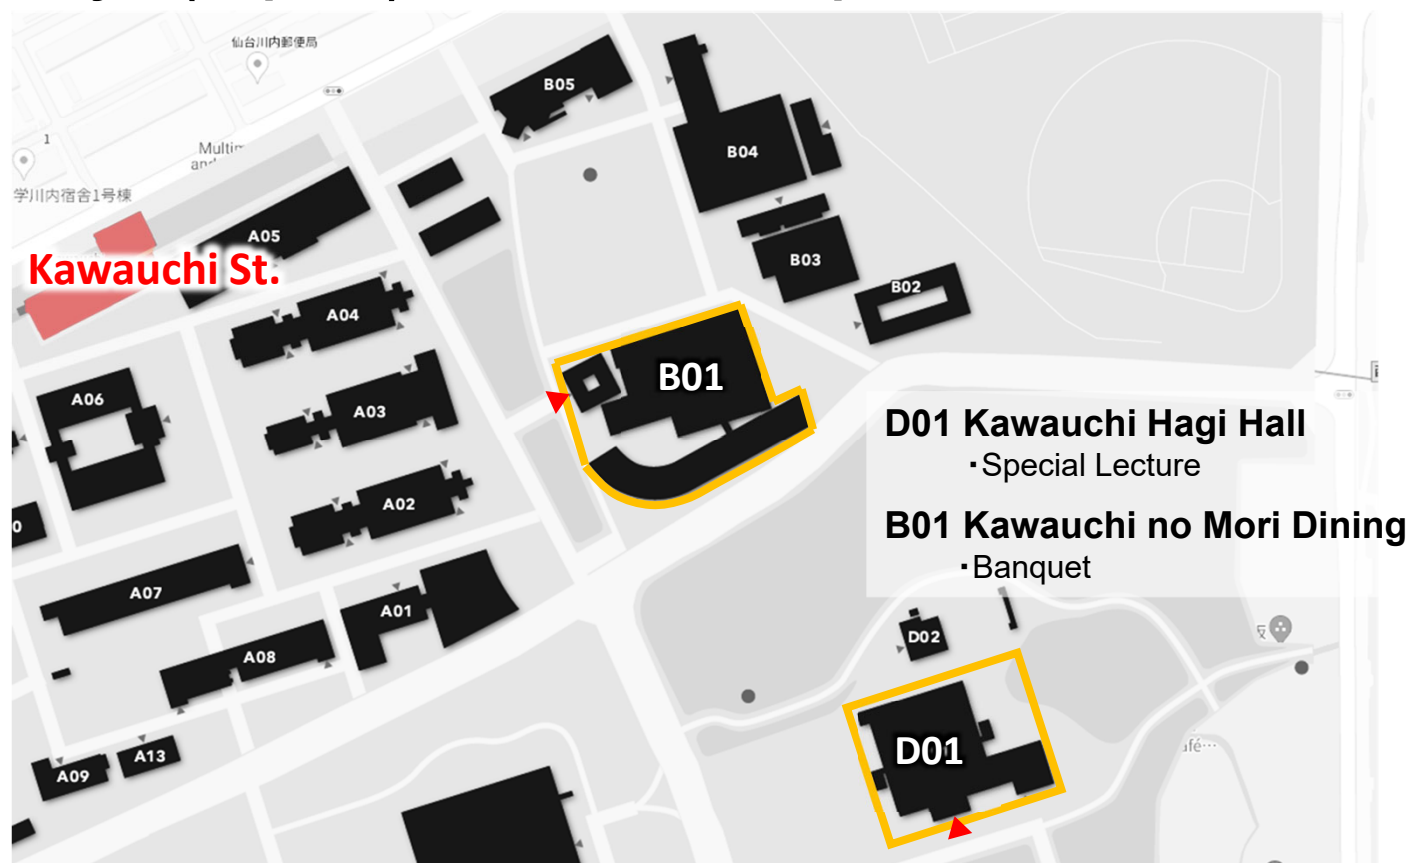 仙台川内郵便局
B05
1
B04
学川内宿舎1号棟
A05
Kawauchi St.
B03
B02
A04
B01
A06
A03
D01 Kawauchi Hagi Hall
・Special Lecture
A02
B01 Kawauchi no Mori Dining
・Banquet
A07
A01
D02
A08
D01
A13
A09